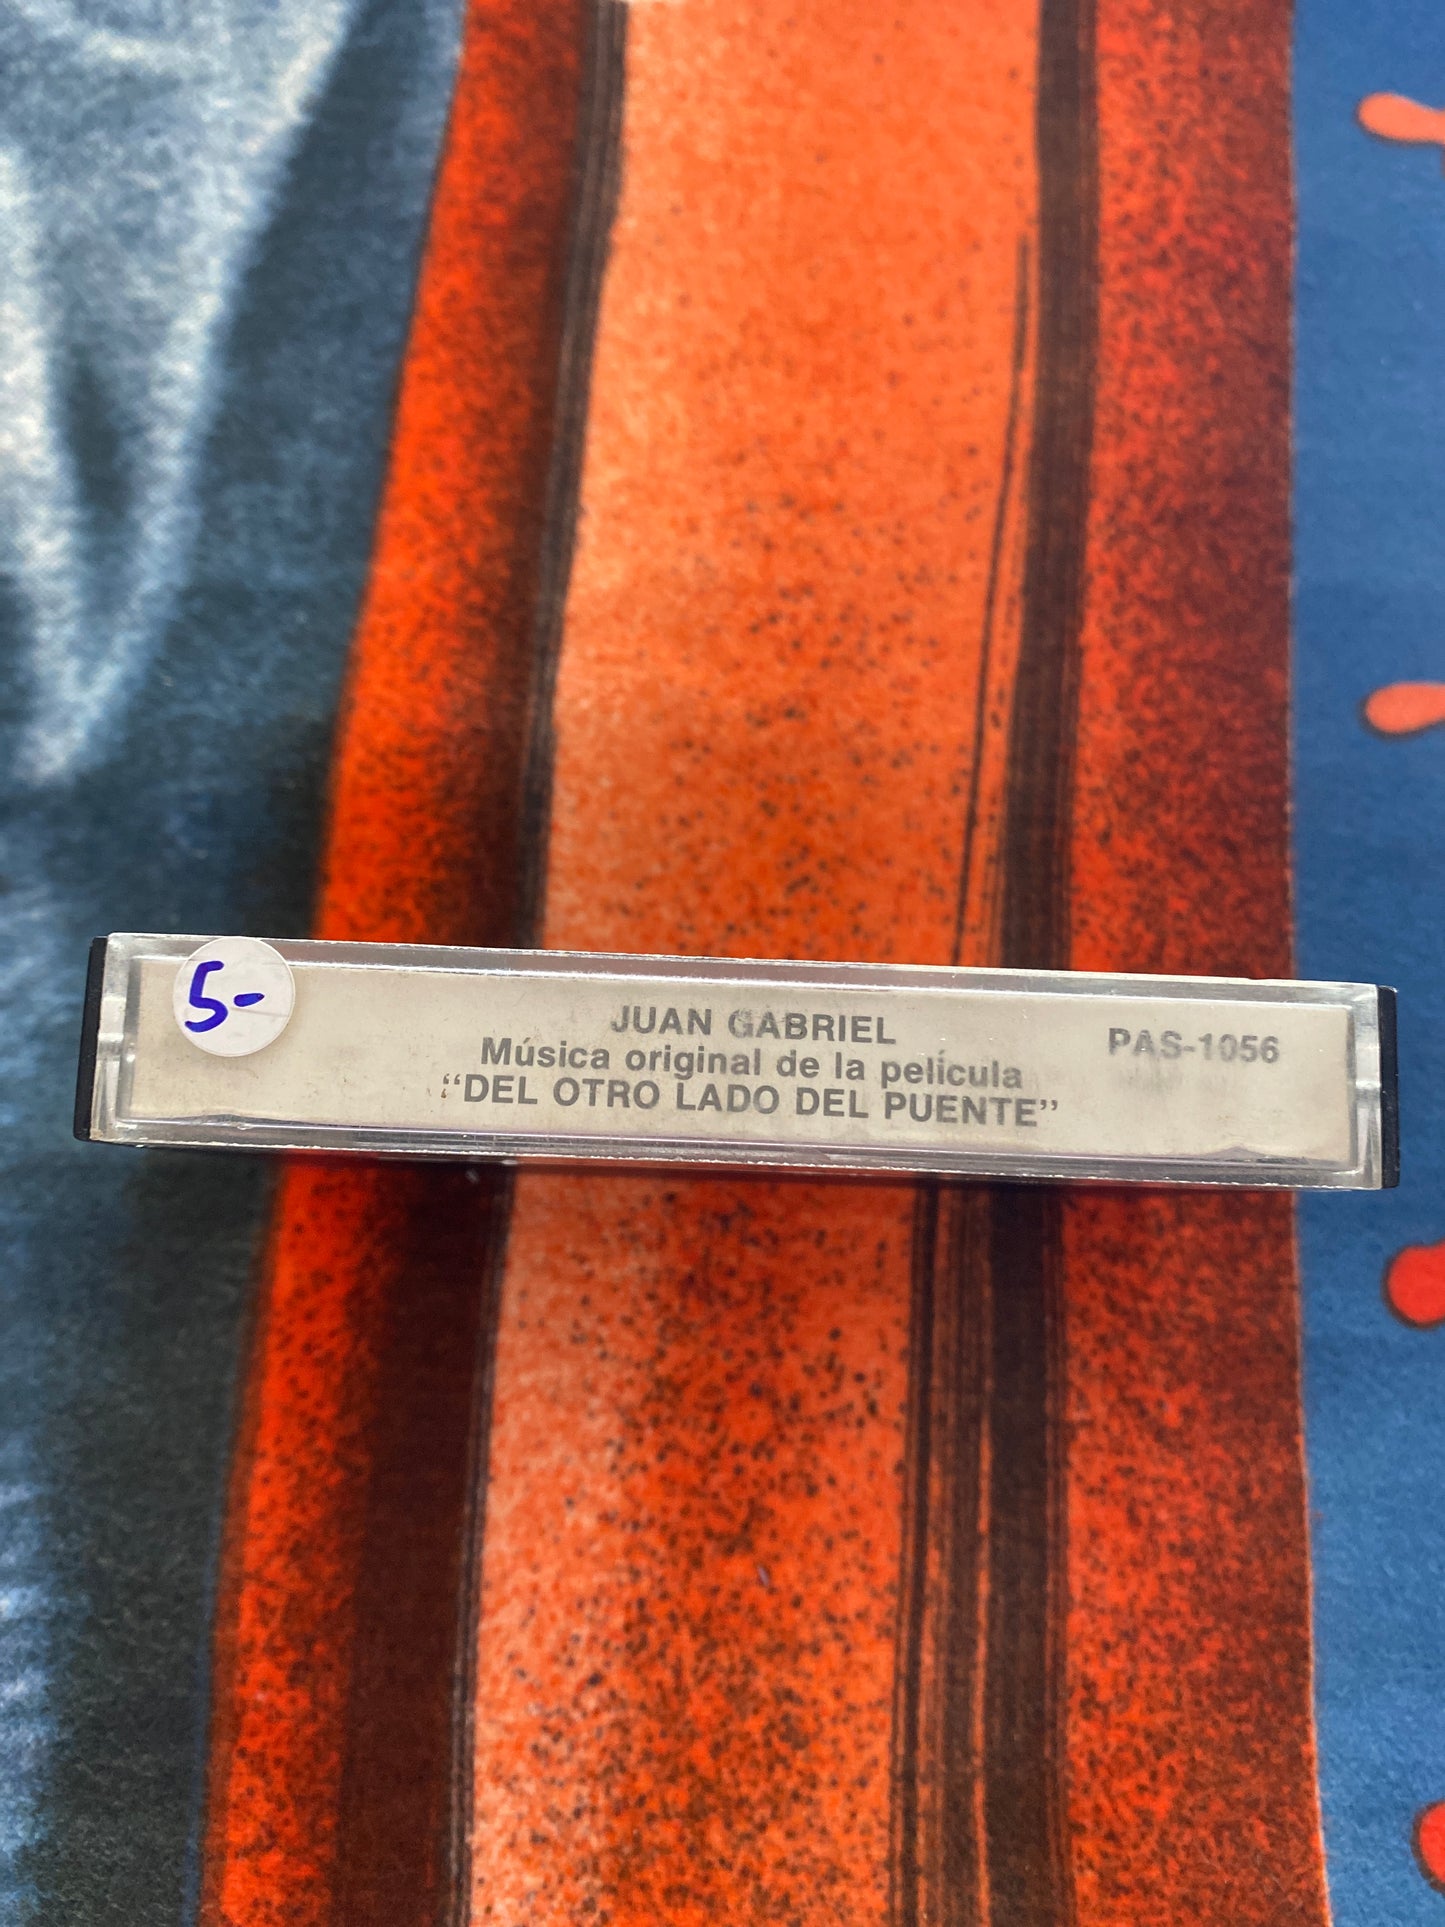 5-
JUAN GABRIEL
PAS-1056
Música original de la película
“DEL OTRO LADO DEL PUENTE”